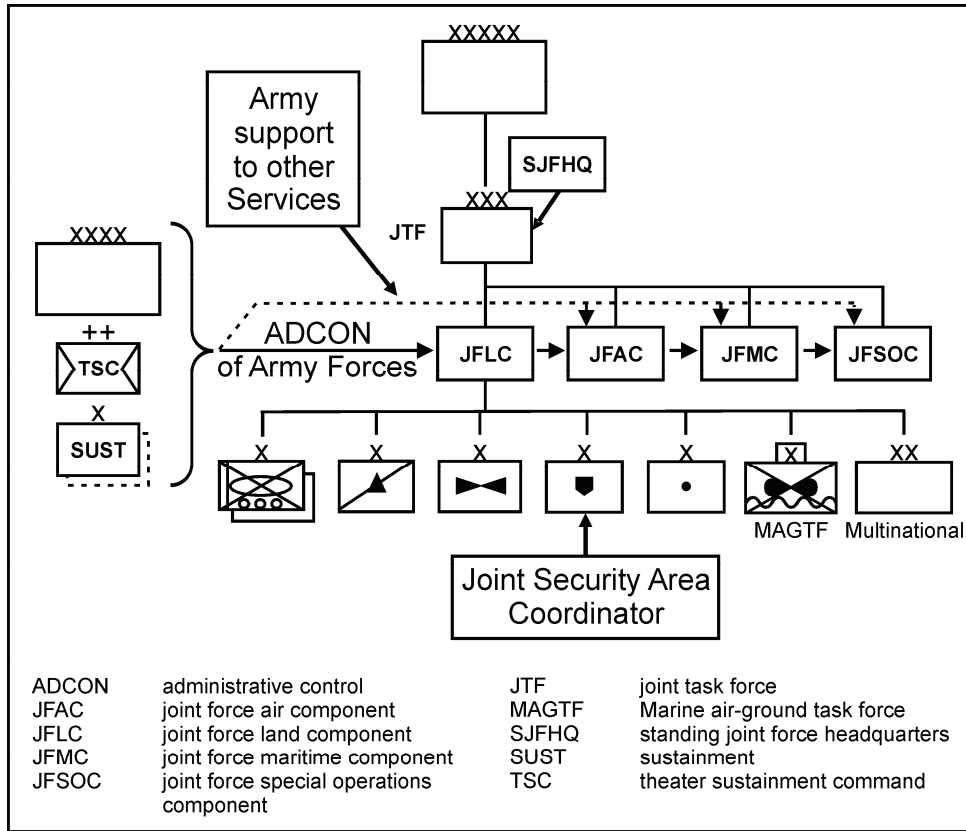 XXXXX
Army
support
to other
Services
SJFHQ
XXX
JTF
XXXX
++
TSC
X
SUST
ADCON
of Army Forces
JFLC
JFAC
JFMC
JFSOC
X
X
X
X
X
X
XX
MAGTF
Multinational
Joint Security Area
Coordinator
ADCON administrative control
JFAC joint force air component
JFLC joint force land component
JFMC joint force maritime component
JFSOC joint force special operations
component
JTF joint task force
MAGTF Marine air-ground task force
SJFHQ standing joint force headquarters
SUST sustainment
TSC theater sustainment command